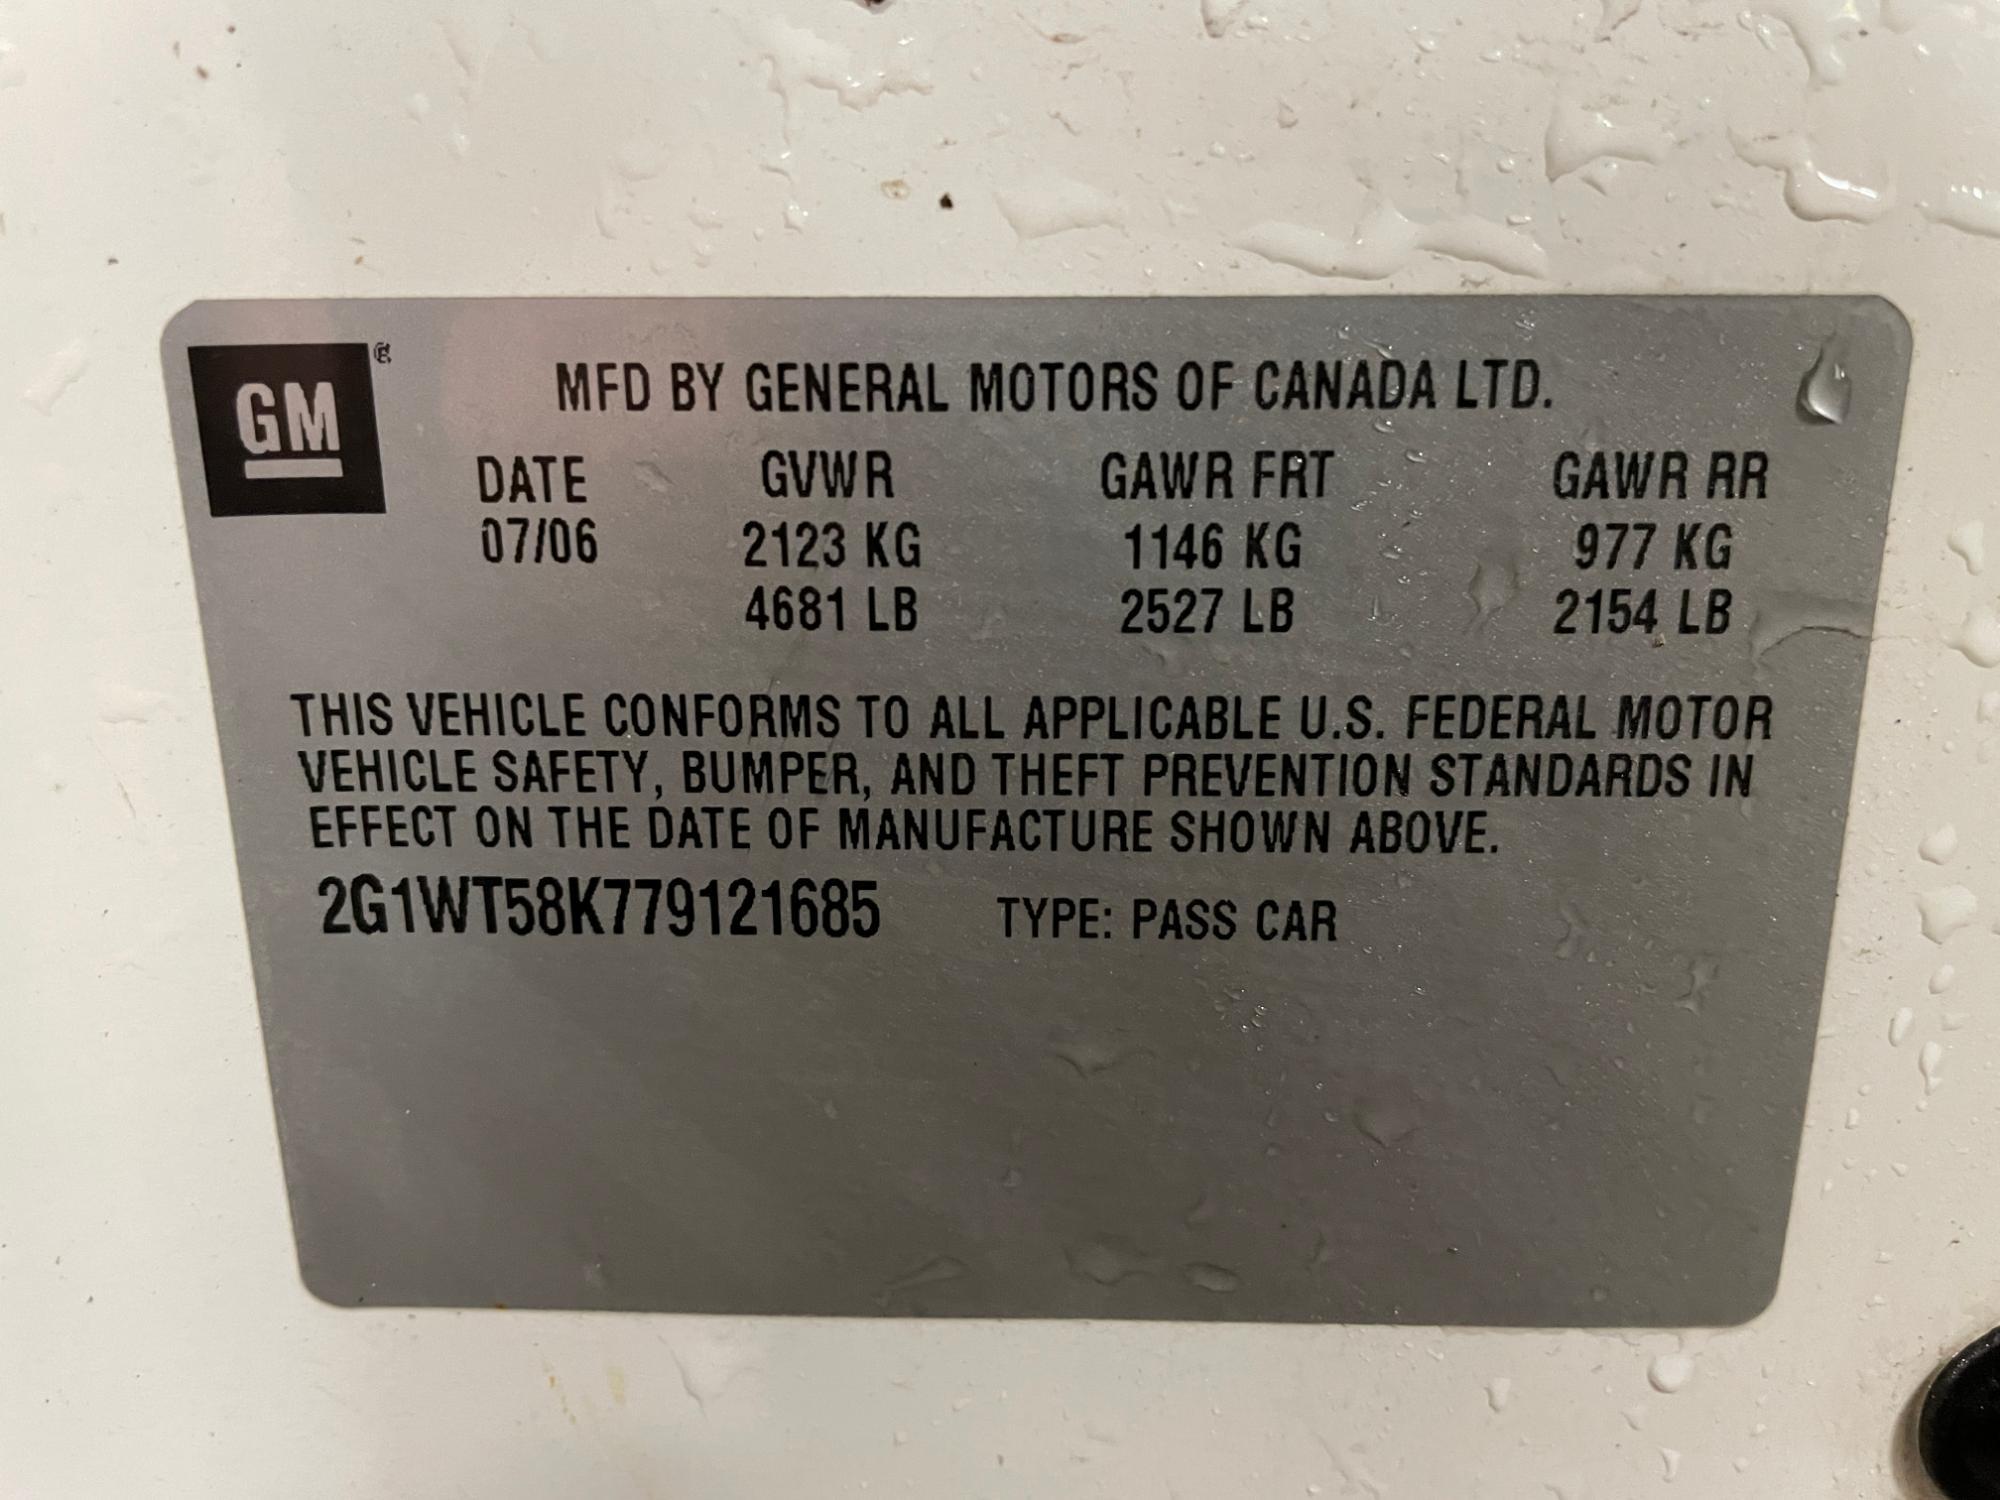 GM ®
MFD BY GENERAL MOTORS OF CANADA LTD.
DATE GVWR GAWR FRT GAWR RR
07/06 2123 KG 1146 KG 977 KG
4681 LB 2527 LB 2154 LB
THIS VEHICLE CONFORMS TO ALL APPLICABLE U.S. FEDERAL MOTOR
VEHICLE SAFETY, BUMPER, AND THEFT PREVENTION STANDARDS IN
EFFECT ON THE DATE OF MANUFACTURE SHOWN ABOVE.
2G1WT58K779121685 TYPE: PASS CAR